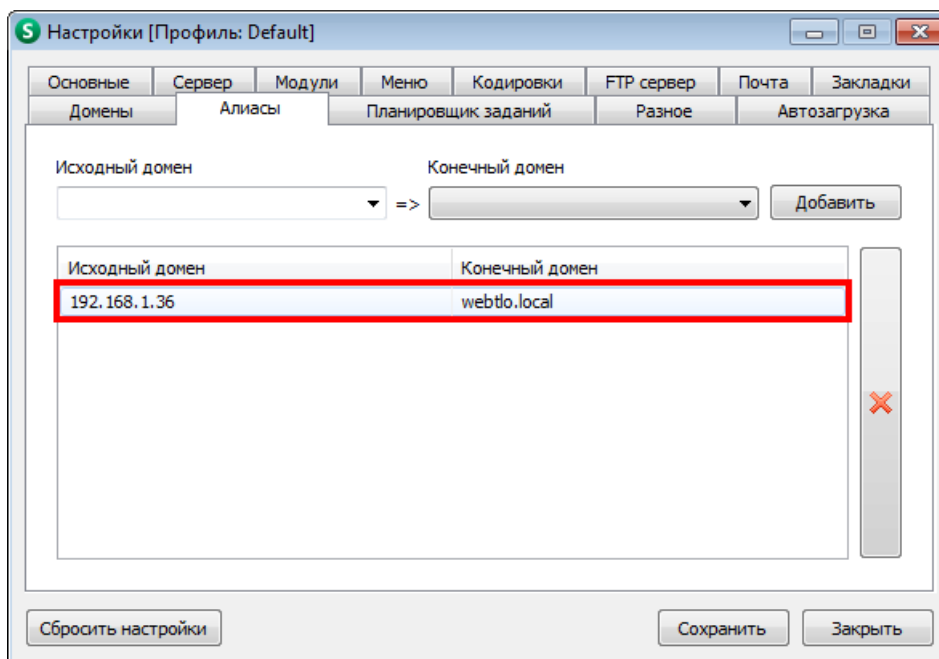 S Настройки [Профиль: Default]
Основные Сервер Модули Меню Кодировки FTP сервер Почта Закладки
Домены Алиасы Планировщик заданий Разное Автозагрузка
Исходный домен Конечный домен
=> Добавить
Исходный домен Конечный домен
192.168.1.36 webtlo.local
Сбросить настройки Сохранить Закрыть